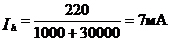 I_h = 220 / (1000 + 30000) = 7мА